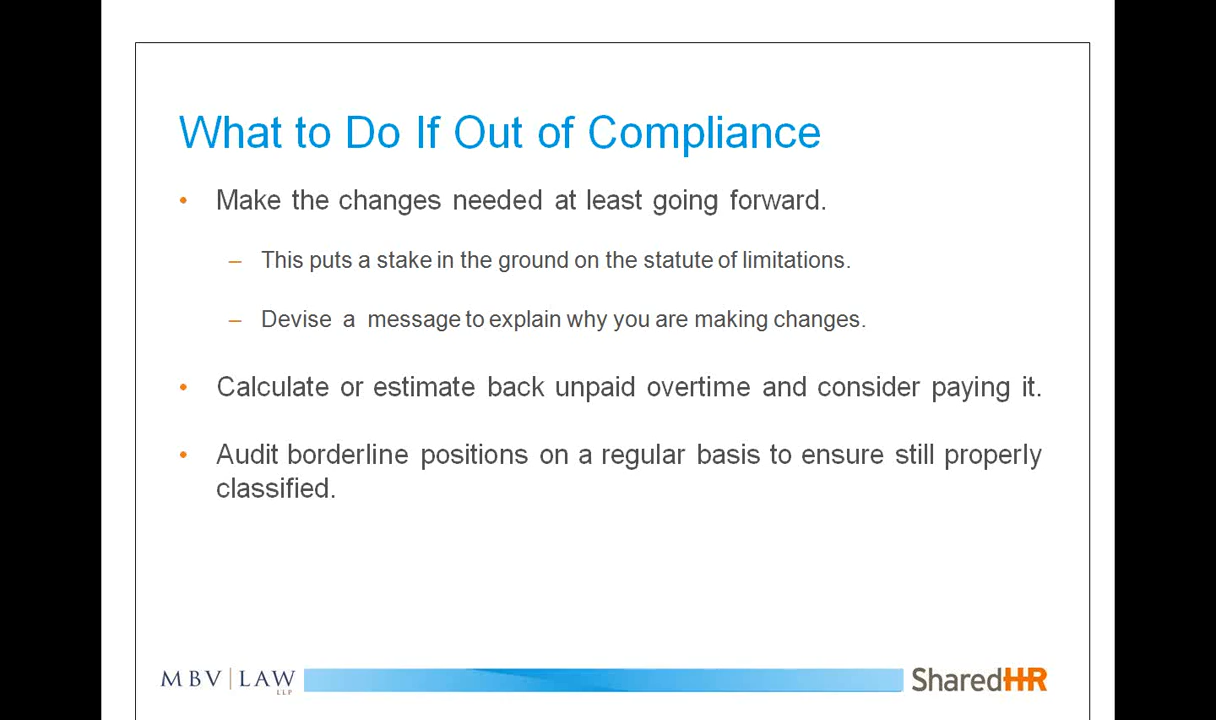 What to Do If Out of Compliance
• Make the changes needed at least going forward.
– This puts a stake in the ground on the statute of limitations.
– Devise a message to explain why you are making changes.
• Calculate or estimate back unpaid overtime and consider paying it.
• Audit borderline positions on a regular basis to ensure still properly
classified.
MBV | LAW
LLP
SharedHR